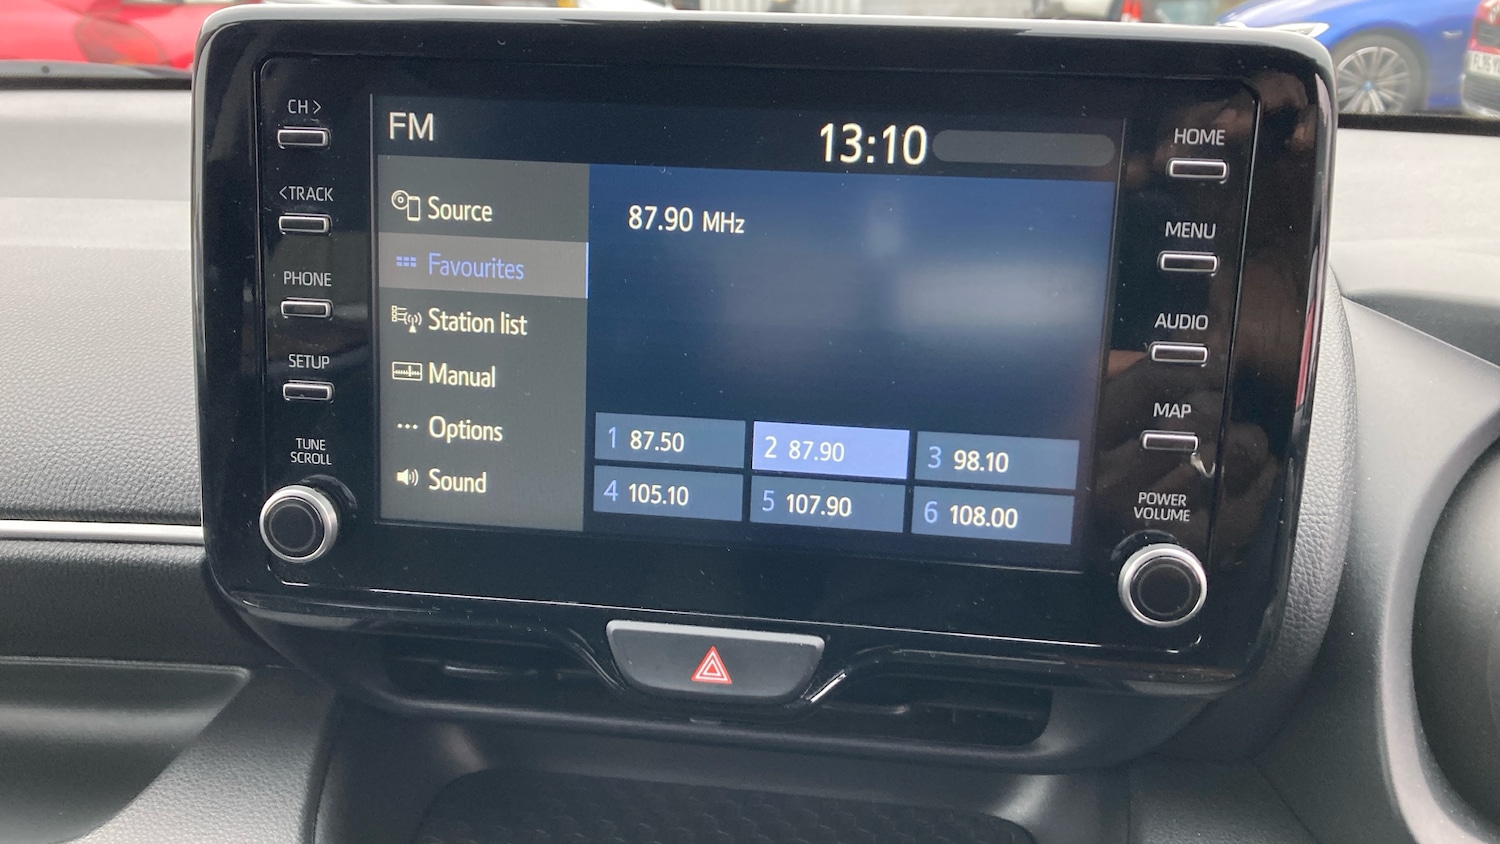 CH >
<TRACK
PHONE
SETUP
TUNE
SCROLL
FM
13:10
Source
Favourites
Station list
Manual
Options
Sound
87.90 MHz
1 87.50
2 87.90
3 98.10
4 105.10
5 107.90
6 108.00
HOME
MENU
AUDIO
MAP
POWER
VOLUME